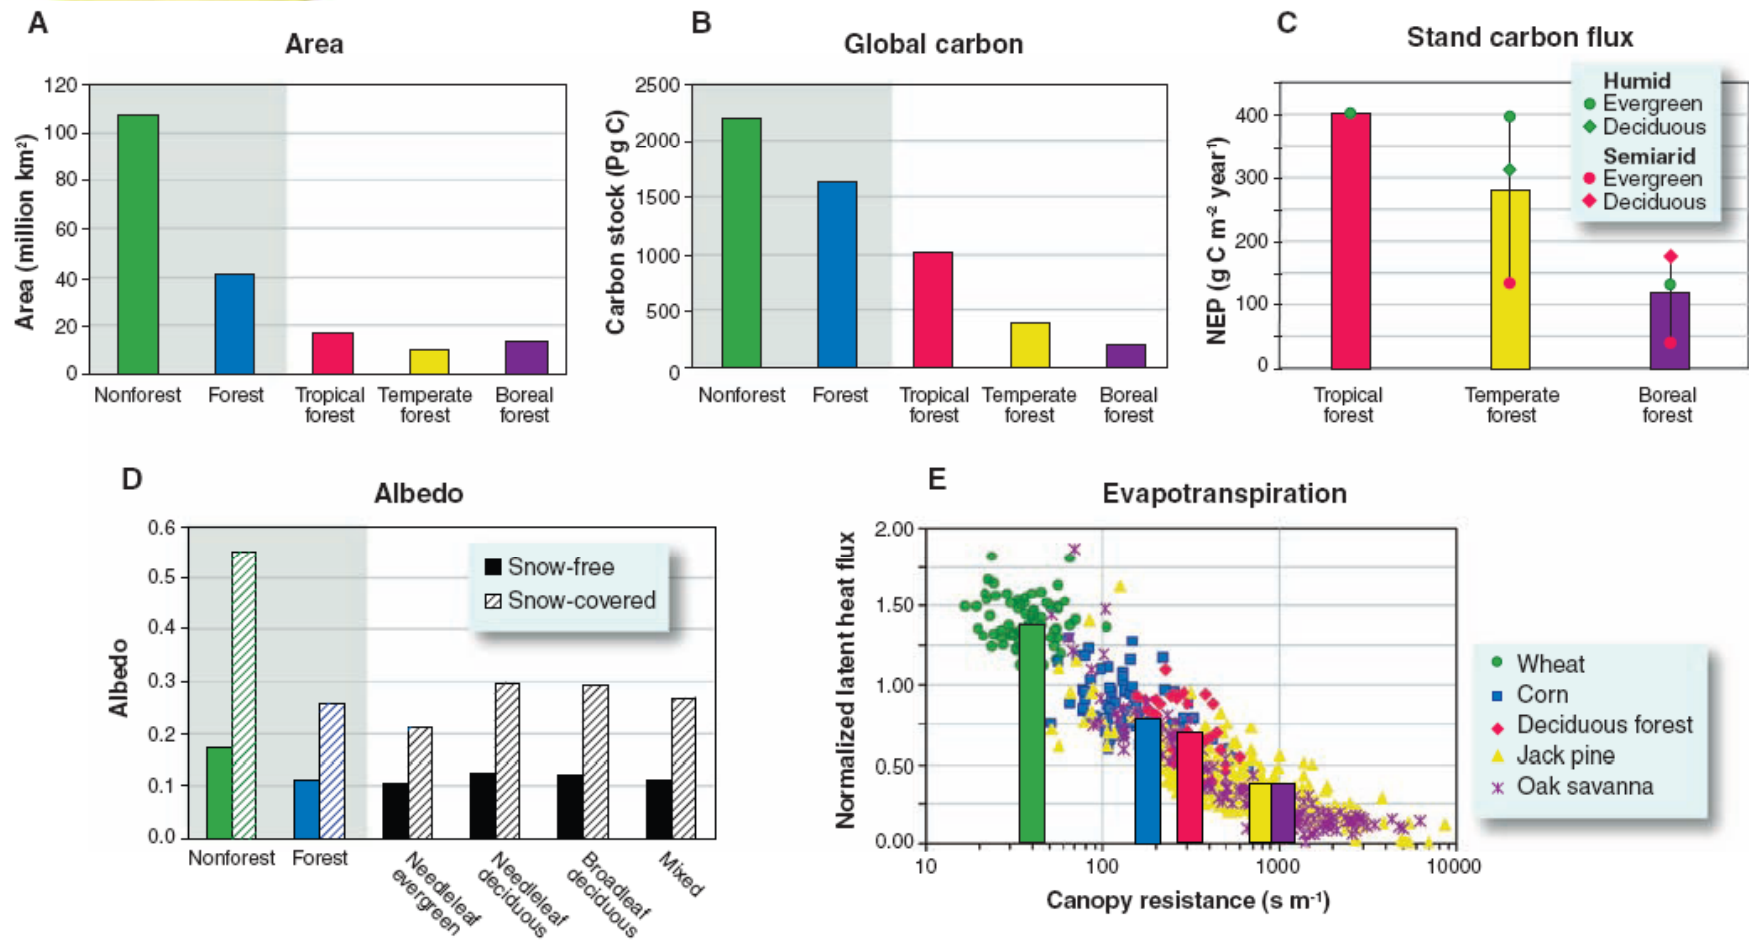 A
Area
Area (million km²)
120
100
80
60
40
20
0
Nonforest
Forest
Tropical
forest
Temperate
forest
Boreal
forest
B
Global carbon
Carbon stock (Pg C)
2500
2000
1500
1000
500
0
Nonforest
Forest
Tropical
forest
Temperate
forest
Boreal
forest
C
Stand carbon flux
NEP (g C m⁻² year¹)
400
300
200
100
0
Humid
Evergreen
Deciduous
Semiarid
Evergreen
Deciduous
Tropical
forest
Temperate
forest
Boreal
forest
D
Albedo
Albedo
0.6
0.5
0.4
0.3
0.2
0.1
0.0
Snow-free
Snow-covered
Nonforest
Forest
Needleleaf
evergreen
Needleleaf
deciduous
Broadleaf
deciduous
Mixed
E
Evapotranspiration
Normalized latent heat flux
2.00
1.50
1.00
0.50
0.00
10
100
1000
10000
Canopy resistance (s m⁻¹)
Wheat
Corn
Deciduous forest
Jack pine
Oak savanna